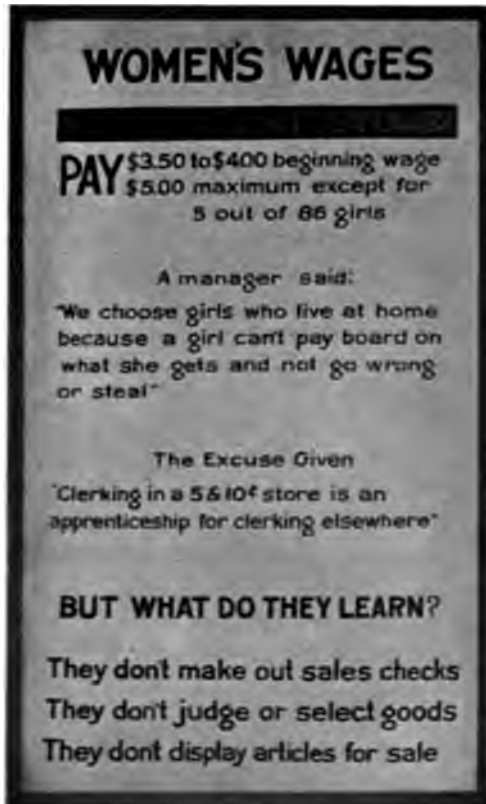 WOMEN'S WAGES
PAY $3.50 to $4.00 beginning wage
$5.00 maximum except for
5 out of 86 girls
A manager said:
"We choose girls who live at home
because a girl can't pay board on
what she gets and not go wrong
or steal"
The Excuse Given
"Clerking in a 5 & 10¢ store is an
apprenticeship for clerking elsewhere"
BUT WHAT DO THEY LEARN?
They don't make out sales checks
They don't judge or select goods
They don't display articles for sale